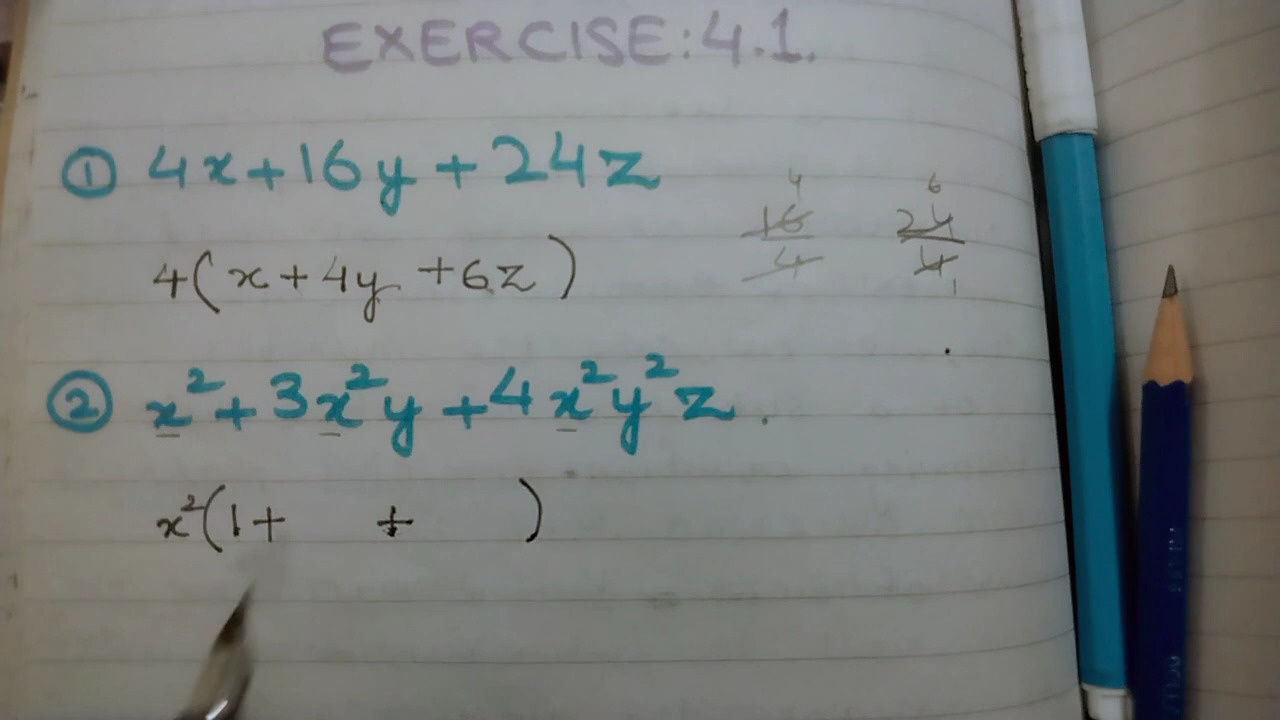 EXERCISE:4.1.
① 4x+16y+24z
4(x+4y+6z)
4 6
16 24
4 4
1
② x²+3x²y+4x²y²z.
x²(1+ + )